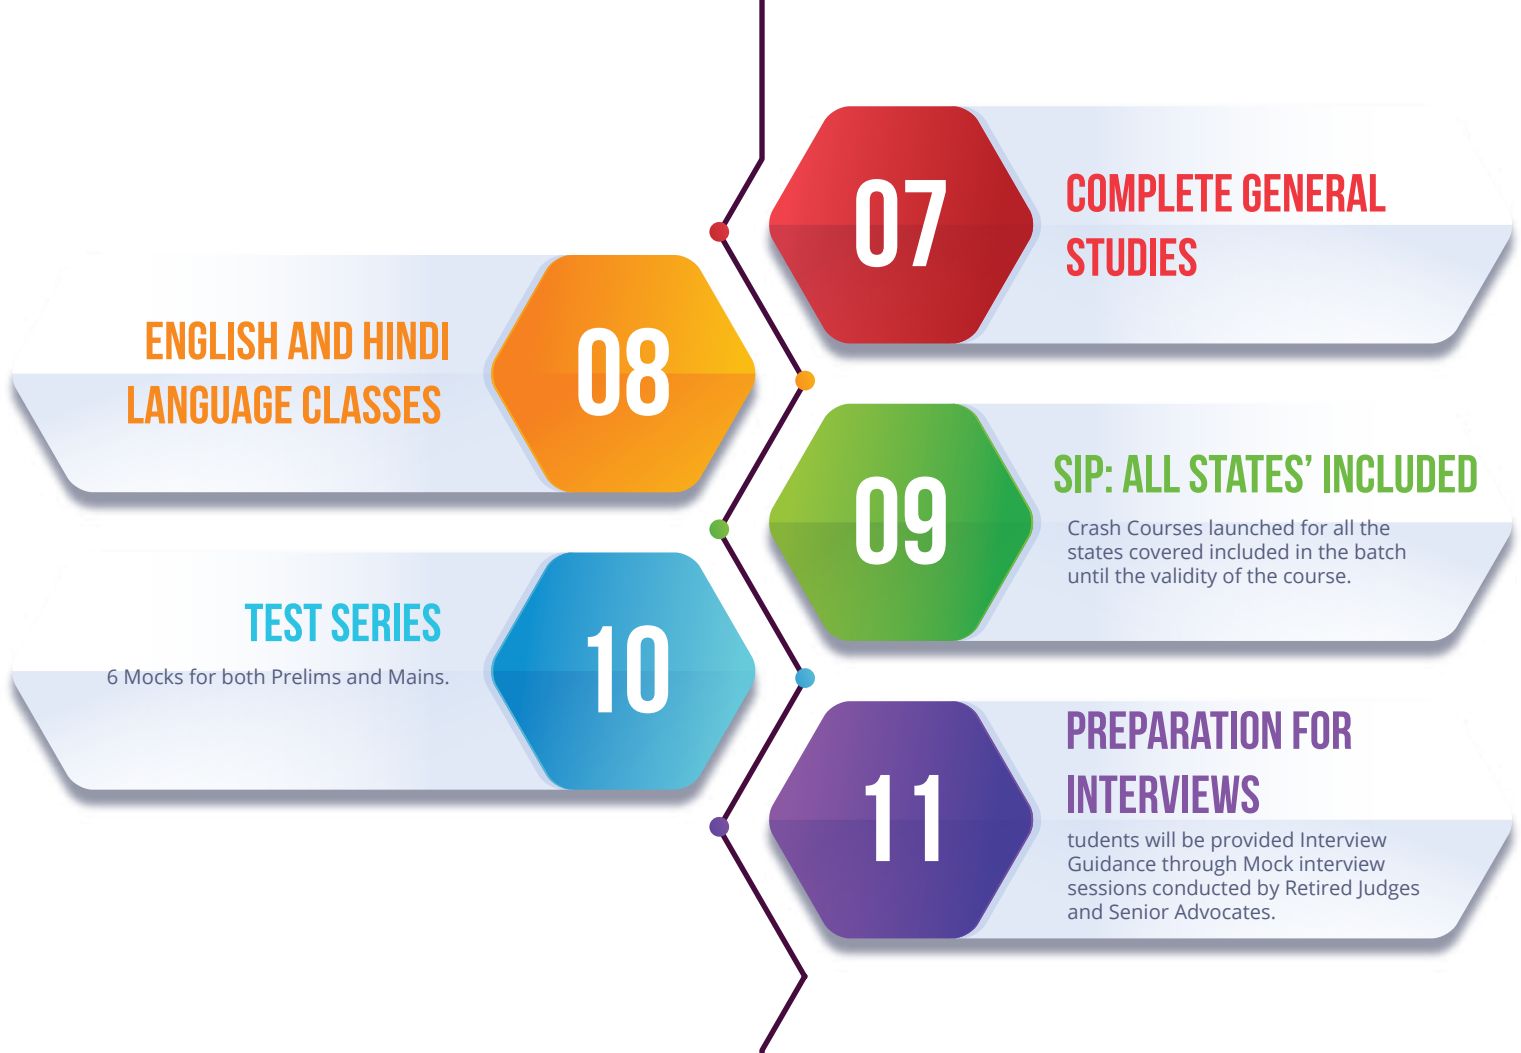 07
COMPLETE GENERAL
STUDIES
08
ENGLISH AND HINDI
LANGUAGE CLASSES
09
SIP: ALL STATES’ INCLUDED
Crash Courses launched for all the
states covered included in the batch
until the validity of the course.
10
TEST SERIES
6 Mocks for both Prelims and Mains.
11
PREPARATION FOR
INTERVIEWS
tudents will be provided Interview
Guidance through Mock interview
sessions conducted by Retired Judges
and Senior Advocates.